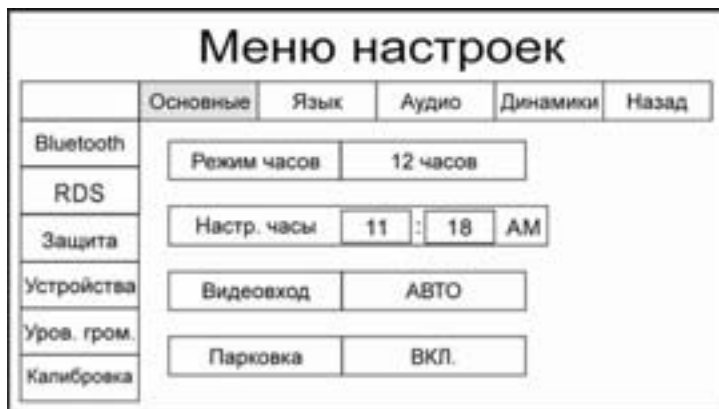 Меню настроек
Основные Язык Аудио Динамики Назад
Bluetooth
Режим часов 12 часов
RDS
Настр. часы 11 : 18 AM
Защита
Устройства
Видеовход АВТО
Уров. гром.
Парковка ВКЛ.
Калибровка